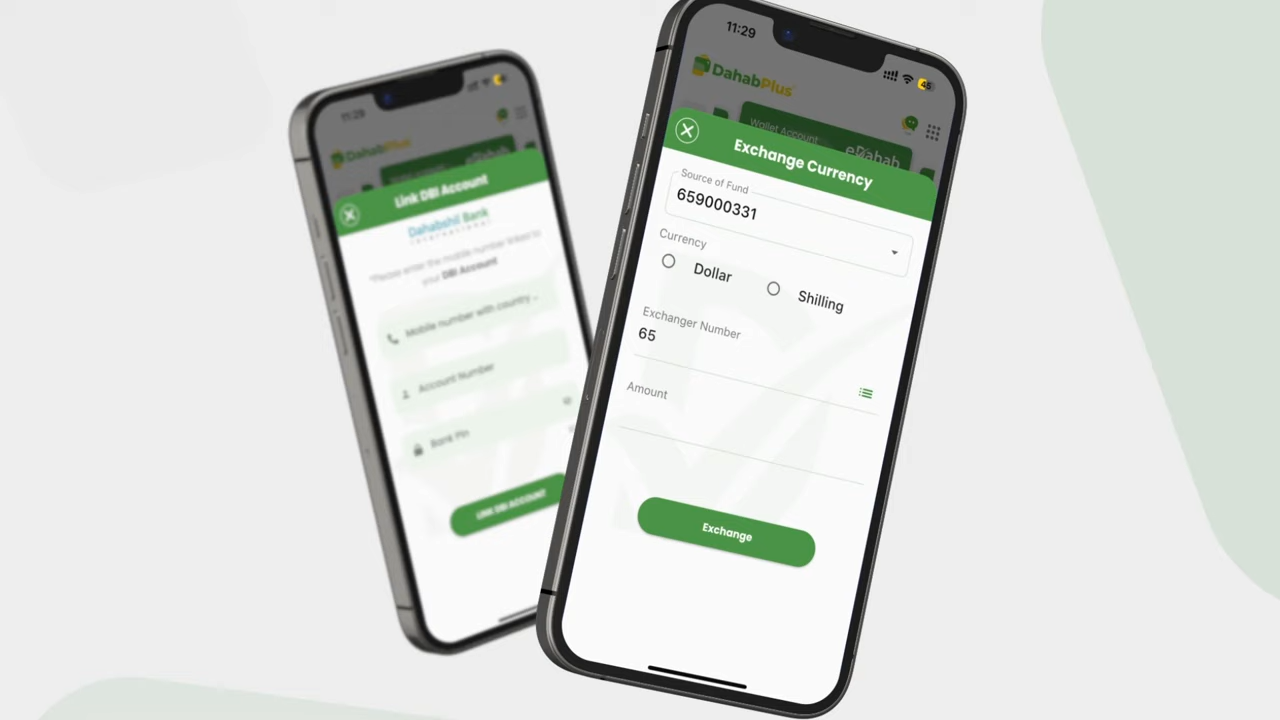 11:29
DahabPlus
Link DBI Account
Dahabshil Bank
International
*Please enter the mobile number linked to
your DBI Account
Mobile number with country ..
Account Number
Bank Pin
LINK DBI ACCOUNT
11:29
45
DahabPlus
Wallet Account
eDahab
Exchange Currency
Source of Fund
659000331
Currency
Dollar
Shilling
Exchanger Number
65
Amount
Exchange